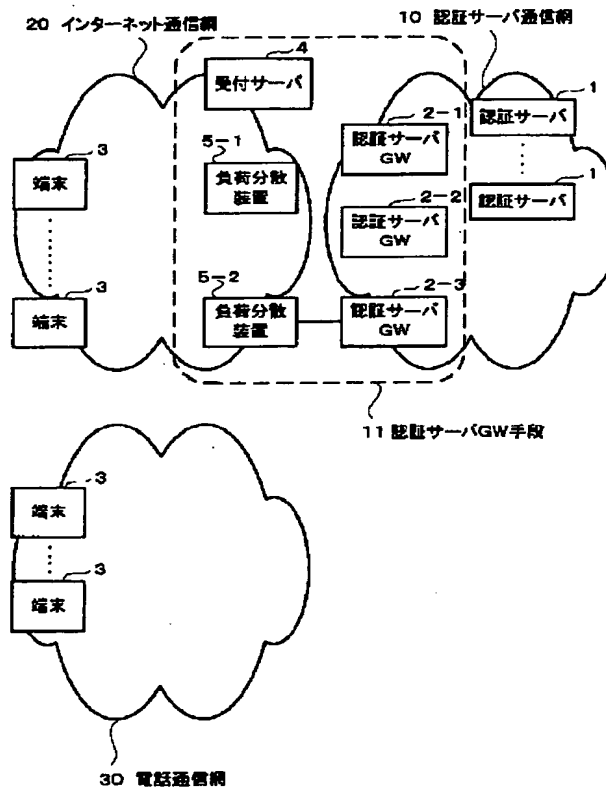 20 インターネット通信網
4
10 認証サーバ通信網
受付サーバ
1
2-1
認証サーバ
3
5-1
認証サーバ
GW
1
端末
負荷分散
装置
2-2
認証サーバ
認証サーバ
GW
3
5-2
2-3
端末
負荷分散
装置
認証サーバ
GW
11 認証サーバGW手段
3
端末
3
端末
30 電話通信網